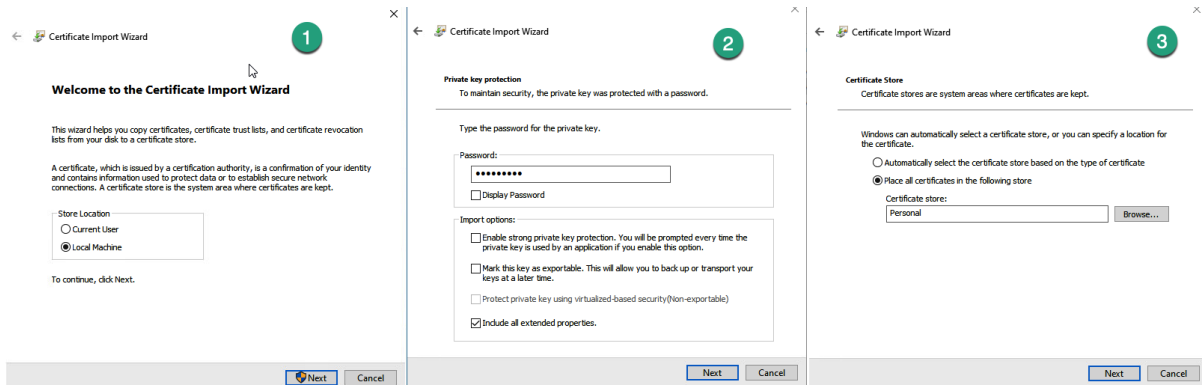 Certificate Import Wizard
1
Welcome to the Certificate Import Wizard
This wizard helps you copy certificates, certificate trust lists, and certificate revocation
lists from your disk to a certificate store.
A certificate, which is issued by a certification authority, is a confirmation of your identity
and contains information used to protect data or to establish secure network
connections. A certificate store is the system area where certificates are kept.
Store Location
Current User
Local Machine
To continue, click Next.
Next
Cancel
Certificate Import Wizard
2
Private key protection
To maintain security, the private key was protected with a password.
Type the password for the private key.
Password:
•••••••••
Display Password
Import options:
Enable strong private key protection. You will be prompted every time the
private key is used by an application if you enable this option.
Mark this key as exportable. This will allow you to back up or transport your
keys at a later time.
Protect private key using virtualized-based security(Non-exportable)
Include all extended properties.
Next
Cancel
Certificate Import Wizard
3
Certificate Store
Certificate stores are system areas where certificates are kept.
Windows can automatically select a certificate store, or you can specify a location for
the certificate.
Automatically select the certificate store based on the type of certificate
Place all certificates in the following store
Certificate store:
Personal
Browse...
Next
Cancel